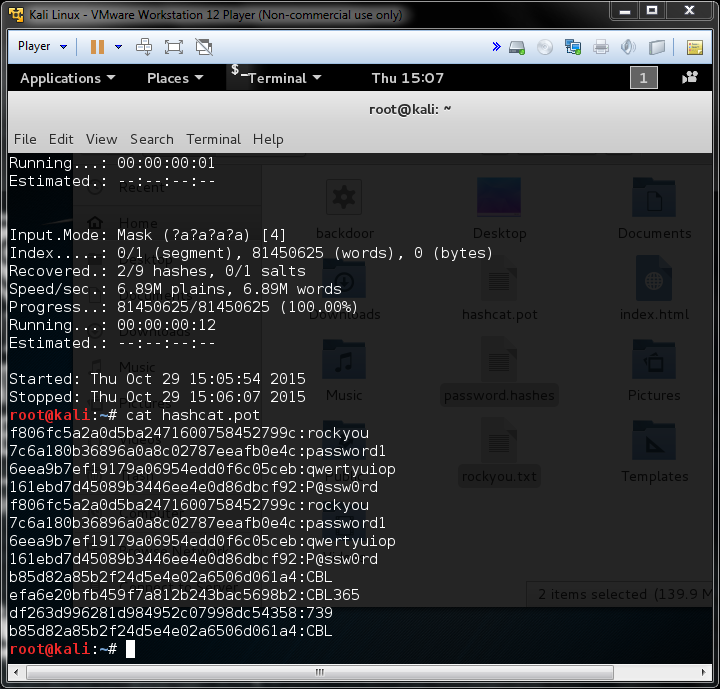 Kali Linux - VMware Workstation 12 Player (Non-commercial use only)
Player
Applications Places $_Terminal Thu 15:07 1
root@kali: ~
File Edit View Search Terminal Help
Running...: 00:00:00:01
Estimated.: --:--:--:--
Input.Mode: Mask (?a?a?a?a) [4]
Index.....: 0/1 (segment), 81450625 (words), 0 (bytes)
Recovered.: 2/9 hashes, 0/1 salts
Speed/sec.: 6.89M plains, 6.89M words
Progress..: 81450625/81450625 (100.00%)
Running...: 00:00:00:12
Estimated.: --:--:--:--
Started: Thu Oct 29 15:05:54 2015
Stopped: Thu Oct 29 15:06:07 2015
root@kali:~# cat hashcat.pot
f806fc5a2a0d5ba2471600758452799c:rockyou
7c6a180b36896a0a8c02787eeafb0e4c:password1
6eea9b7ef19179a06954edd0f6c05ceb:qwertyuiop
161ebd7d45089b3446ee4e0d86dbcf92:P@ssw0rd
f806fc5a2a0d5ba2471600758452799c:rockyou
7c6a180b36896a0a8c02787eeafb0e4c:password1
6eea9b7ef19179a06954edd0f6c05ceb:qwertyuiop
161ebd7d45089b3446ee4e0d86dbcf92:P@ssw0rd
b85d82a85b2f24d5e4e02a6506d061a4:CBL
efa6e20bfb459f7a812b243bac5698b2:CBL365
df263d996281d984952c07998dc54358:739
b85d82a85b2f24d5e4e02a6506d061a4:CBL
root@kali:~#
Recent
Home
Documents
Downloads
Music
backdoor Desktop Documents
Downloads hashcat.pot index.html
Music password.hashes Pictures
rockyou.txt Templates
2 items selected (139.9 M